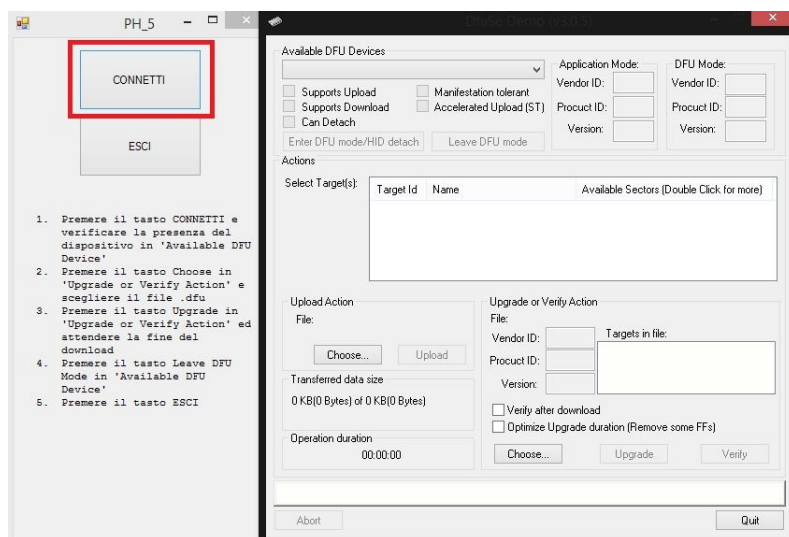 PH_5
CONNETTI
ESCI
1. Premere il tasto CONNETTI e
verificare la presenza del
dispositivo in 'Available DFU
Device'
2. Premere il tasto Choose in
'Upgrade or Verify Action' e
scegliere il file .dfu
3. Premere il tasto Upgrade in
'Upgrade or Verify Action' ed
attendere la fine del
download
4. Premere il tasto Leave DFU
Mode in 'Available DFU
Device'
5. Premere il tasto ESCI
DfuSe Demo (v3.0.5)
Available DFU Devices
Supports Upload
Supports Download
Can Detach
Manifestation tolerant
Accelerated Upload (ST)
Enter DFU mode/HID detach
Leave DFU mode
Application Mode:
Vendor ID:
Procuct ID:
Version:
DFU Mode:
Vendor ID:
Procuct ID:
Version:
Actions
Select Target(s):
Target Id Name Available Sectors (Double Click for more)
Upload Action
File:
Choose... Upload
Transferred data size
0 KB(0 Bytes) of 0 KB(0 Bytes)
Operation duration
00:00:00
Upgrade or Verify Action
File:
Vendor ID:
Procuct ID:
Version:
Targets in file:
Verify after download
Optimize Upgrade duration (Remove some FFs)
Choose... Upgrade Verify
Abort
Quit